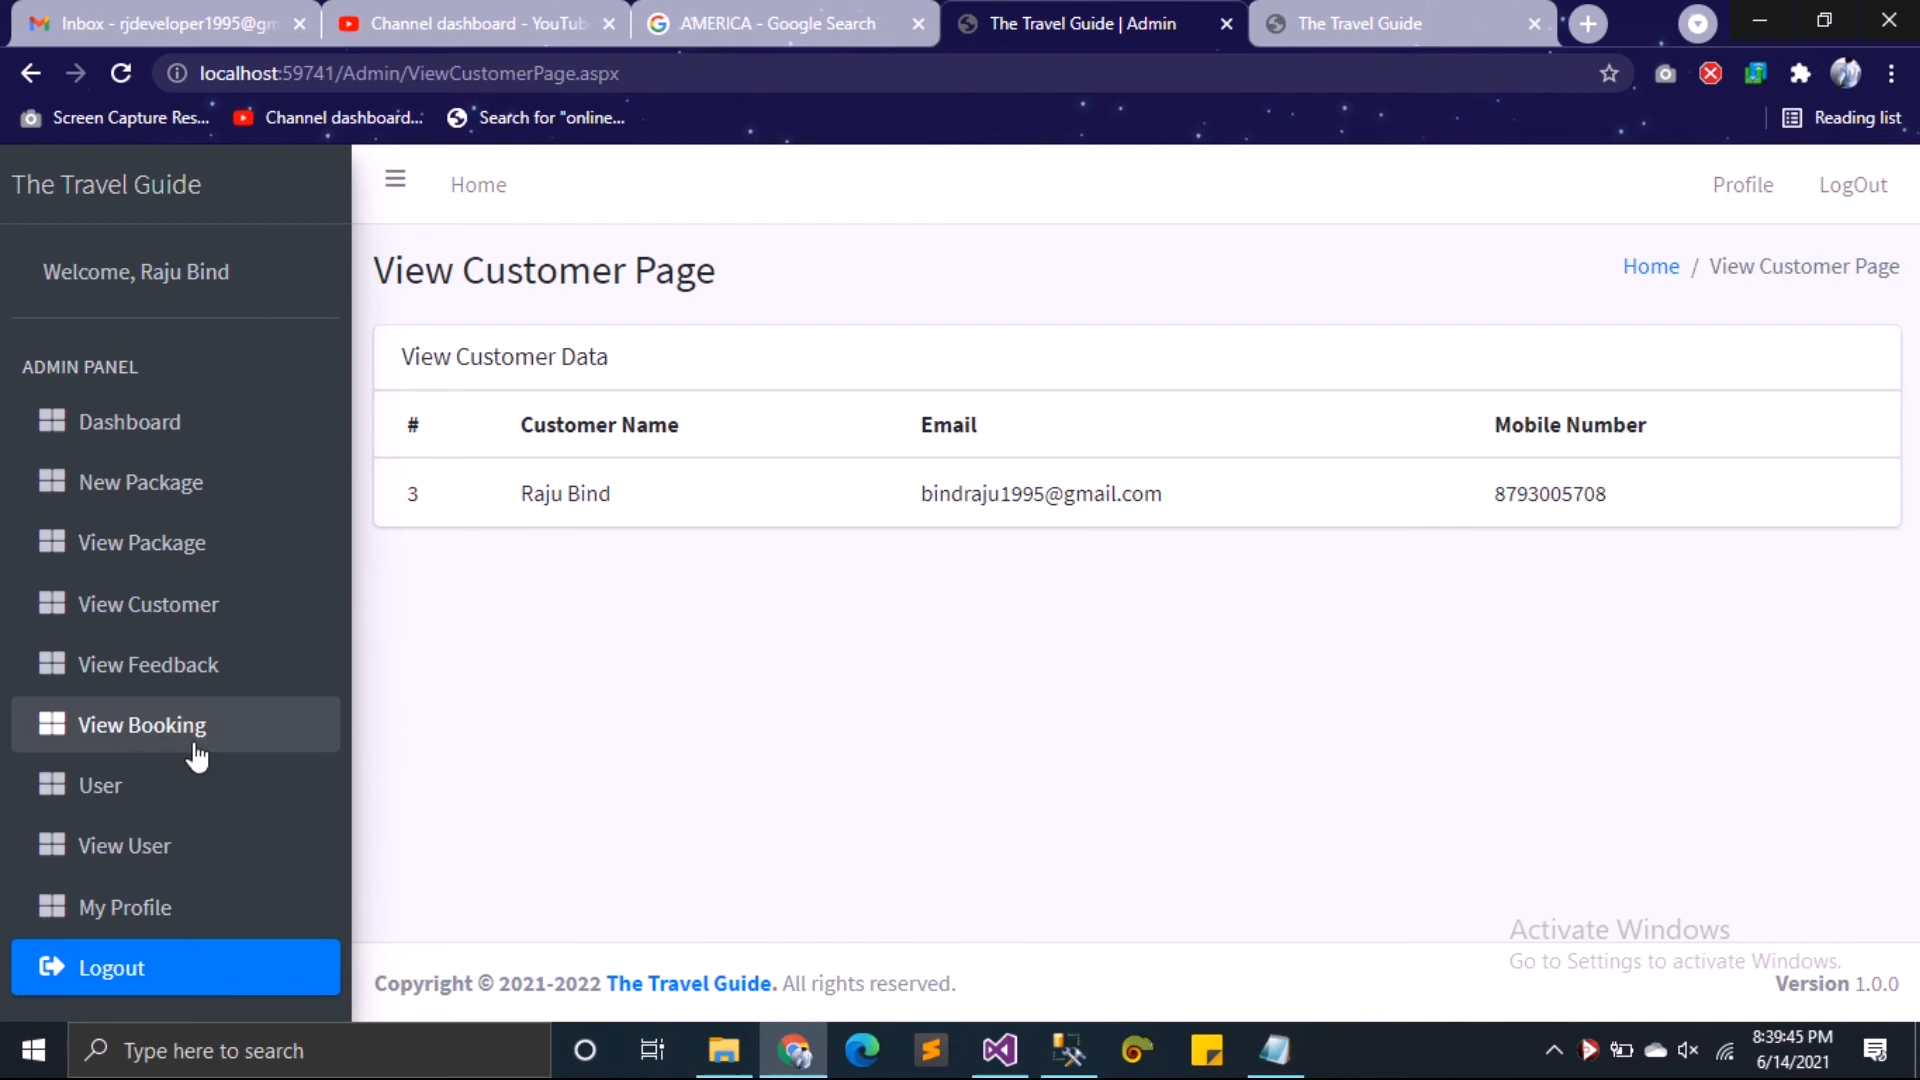 Inbox - rjdeveloper1995@gm
Channel dashboard - YouTub
AMERICA - Google Search
The Travel Guide | Admin
The Travel Guide
localhost:59741/Admin/ViewCustomerPage.aspx
Screen Capture Res...
Channel dashboard...
Search for "online...
Reading list
The Travel Guide
Home
Profile
LogOut
Welcome, Raju Bind
View Customer Page
Home / View Customer Page
ADMIN PANEL
Dashboard
New Package
View Package
View Customer
View Feedback
View Booking
User
View User
My Profile
Logout
View Customer Data
# Customer Name Email Mobile Number
3 Raju Bind bindraju1995@gmail.com 8793005708
Activate Windows
Go to Settings to activate Windows.
Copyright © 2021-2022 The Travel Guide. All rights reserved.
Version 1.0.0
Type here to search
8:39:45 PM
6/14/2021